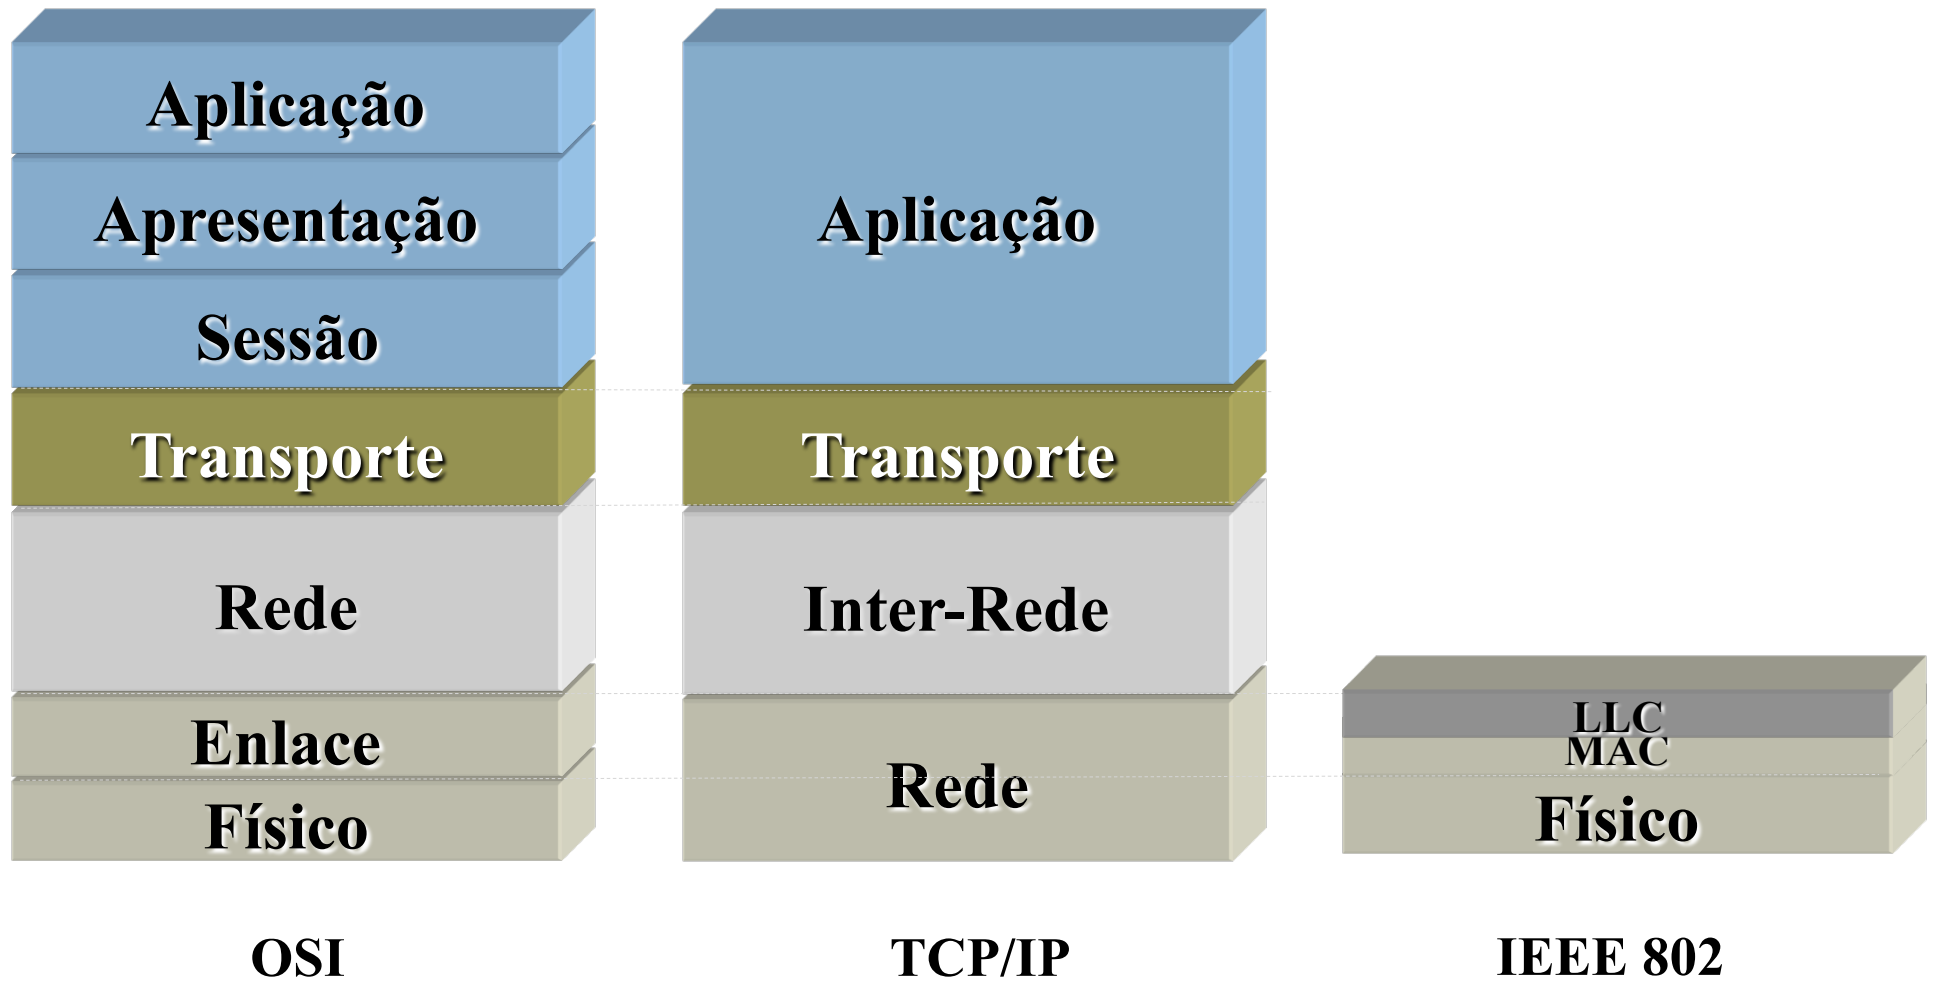 Aplicação
Apresentação
Sessão
Transporte
Rede
Enlace
Físico
OSI
Aplicação
Transporte
Inter-Rede
Rede
TCP/IP
LLC
MAC
Físico
IEEE 802